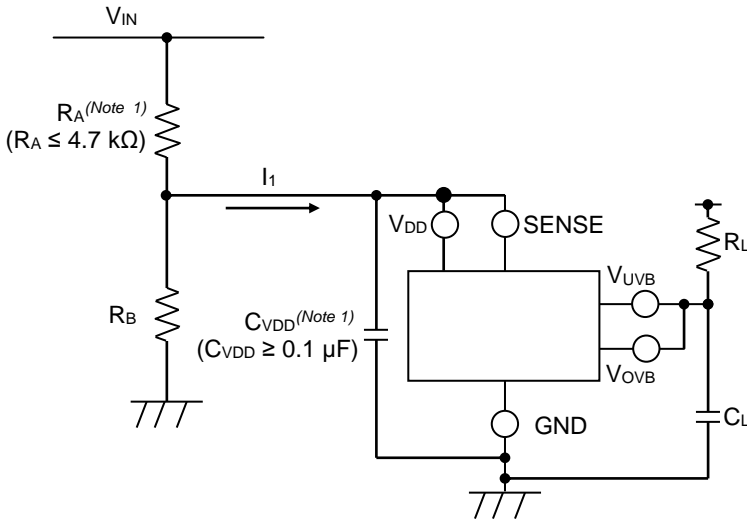 VIN
RA(Note 1)
(RA ≤ 4.7 kΩ)
I1
VDD
SENSE
RL
VUVB
RB
CVDD(Note 1)
(CVDD ≥ 0.1 µF)
VOVB
GND
CL